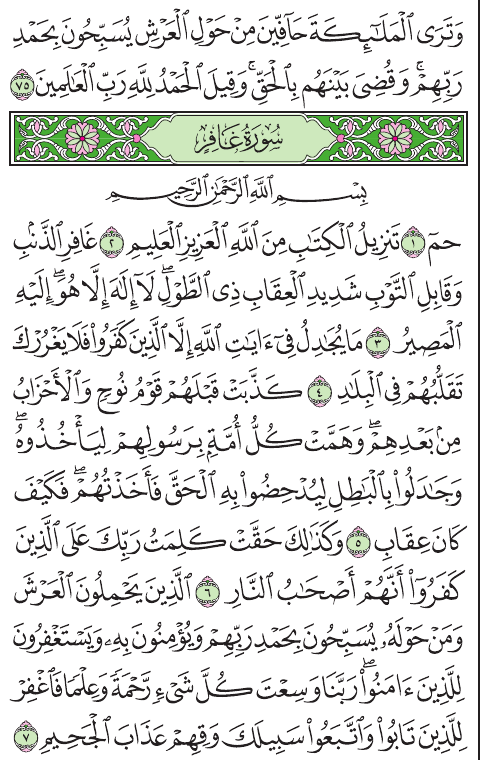 وَتَرَى ٱلْمَلَـٰٓئِكَةَ حَآفِّينَ مِنْ حَوْلِ ٱلْعَرْشِ يُسَبِّحُونَ بِحَمْدِ
رَبِّهِمْ ۖ وَقُضِىَ بَيْنَهُم بِٱلْحَقِّ ۚ وَقِيلَ ٱلْحَمْدُ لِلَّهِ رَبِّ ٱلْعَـٰلَمِينَ ٧٥
سُورَةُ غَافِرٍ
بِسْمِ ٱللَّهِ ٱلرَّحْمَـٰنِ ٱلرَّحِيمِ
حمٓ ١ تَنزِيلُ ٱلْكِتَـٰبِ مِنَ ٱللَّهِ ٱلْعَزِيزِ ٱلْعَلِيمِ ٢ غَافِرِ ٱلذَّنۢبِ
وَقَابِلِ ٱلتَّوْبِ شَدِيدِ ٱلْعِقَابِ ذِى ٱلطَّوْلِ ۖ لَآ إِلَـٰهَ إِلَّا هُوَ ۖ إِلَيْهِ
ٱلْمَصِيرُ ٣ مَا يُجَـٰدِلُ فِىٓ ءَايَـٰتِ ٱللَّهِ إِلَّا ٱلَّذِينَ كَفَرُوا۟ فَلَا يَغْرُرْكَ
تَقَلُّبُهُمْ فِى ٱلْبِلَـٰدِ ٤ كَذَّبَتْ قَبْلَهُمْ قَوْمُ نُوحٍ وَٱلْأَحْزَابُ
مِنۢ بَعْدِهِمْ ۖ وَهَمَّتْ كُلُّ أُمَّةٍۭ بِرَسُولِهِمْ لِيَأْخُذُوهُ ۖ
وَجَـٰدَلُوا۟ بِٱلْبَـٰطِلِ لِيُدْحِضُوا۟ بِهِ ٱلْحَقَّ فَأَخَذْتُهُمْ ۖ فَكَيْفَ
كَانَ عِقَابِ ٥ وَكَذَٰلِكَ حَقَّتْ كَلِمَتُ رَبِّكَ عَلَى ٱلَّذِينَ
كَفَرُوٓا۟ أَنَّهُمْ أَصْحَـٰبُ ٱلنَّارِ ٦ ٱلَّذِينَ يَحْمِلُونَ ٱلْعَرْشَ
وَمَنْ حَوْلَهُۥ يُسَبِّحُونَ بِحَمْدِ رَبِّهِمْ وَيُؤْمِنُونَ بِهِۦ وَيَسْتَغْفِرُونَ
لِلَّذِينَ ءَامَنُوا۟ ۖ رَبَّنَا وَسِعْتَ كُلَّ شَىْءٍ رَّحْمَةً وَعِلْمًا فَٱغْفِرْ
لِلَّذِينَ تَابُوا۟ وَٱتَّبَعُوا۟ سَبِيلَكَ وَقِهِمْ عَذَابَ ٱلْجَحِيمِ ٧